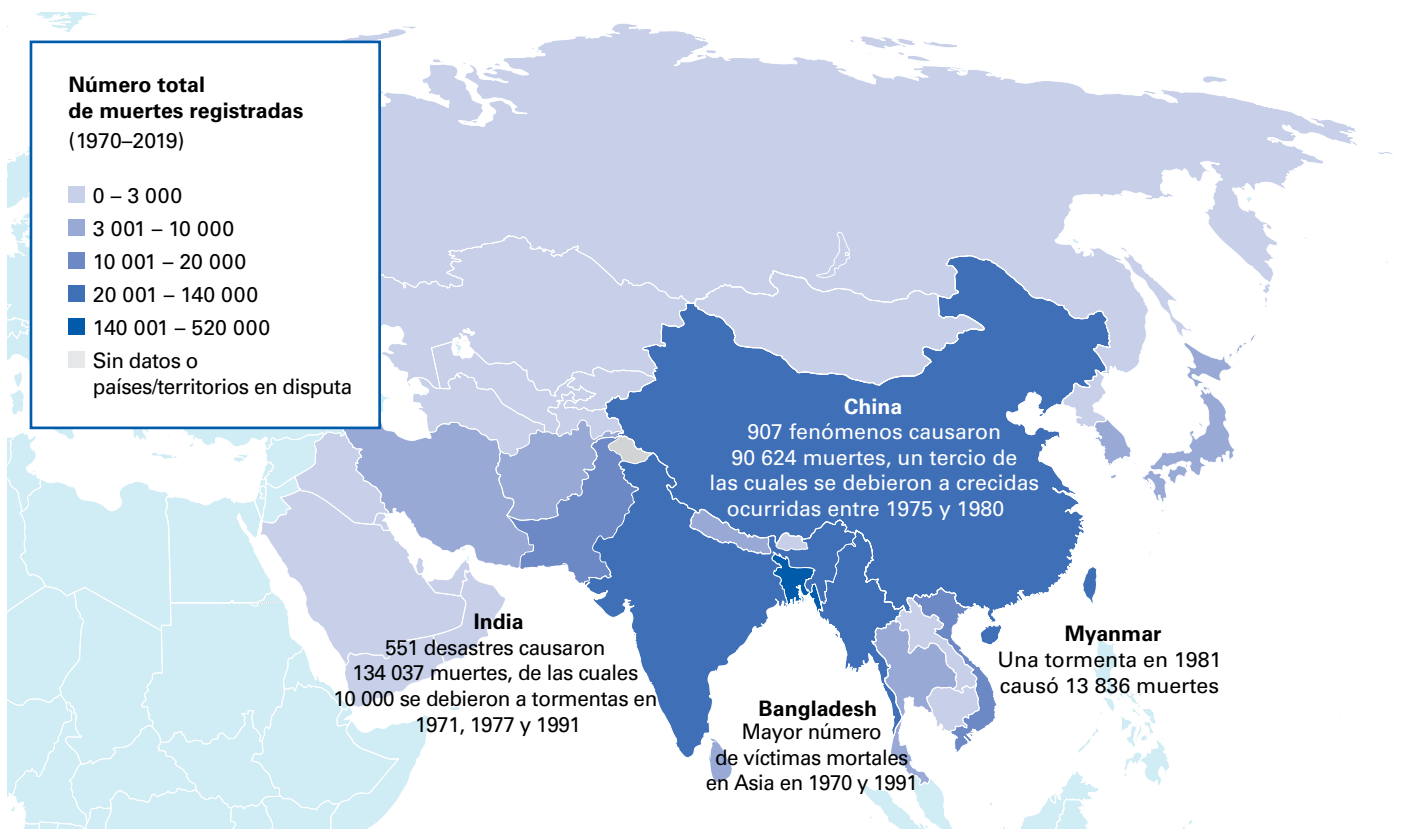 Número total
de muertes registradas
(1970–2019)
0 – 3 000
3 001 – 10 000
10 001 – 20 000
20 001 – 140 000
140 001 – 520 000
Sin datos o
países/territorios en disputa
China
907 fenómenos causaron
90 624 muertes, un tercio de
las cuales se debieron a crecidas
ocurridas entre 1975 y 1980
India
551 desastres causaron
134 037 muertes, de las cuales
10 000 se debieron a tormentas en
1971, 1977 y 1991
Bangladesh
Mayor número
de víctimas mortales
en Asia en 1970 y 1991
Myanmar
Una tormenta en 1981
causó 13 836 muertes